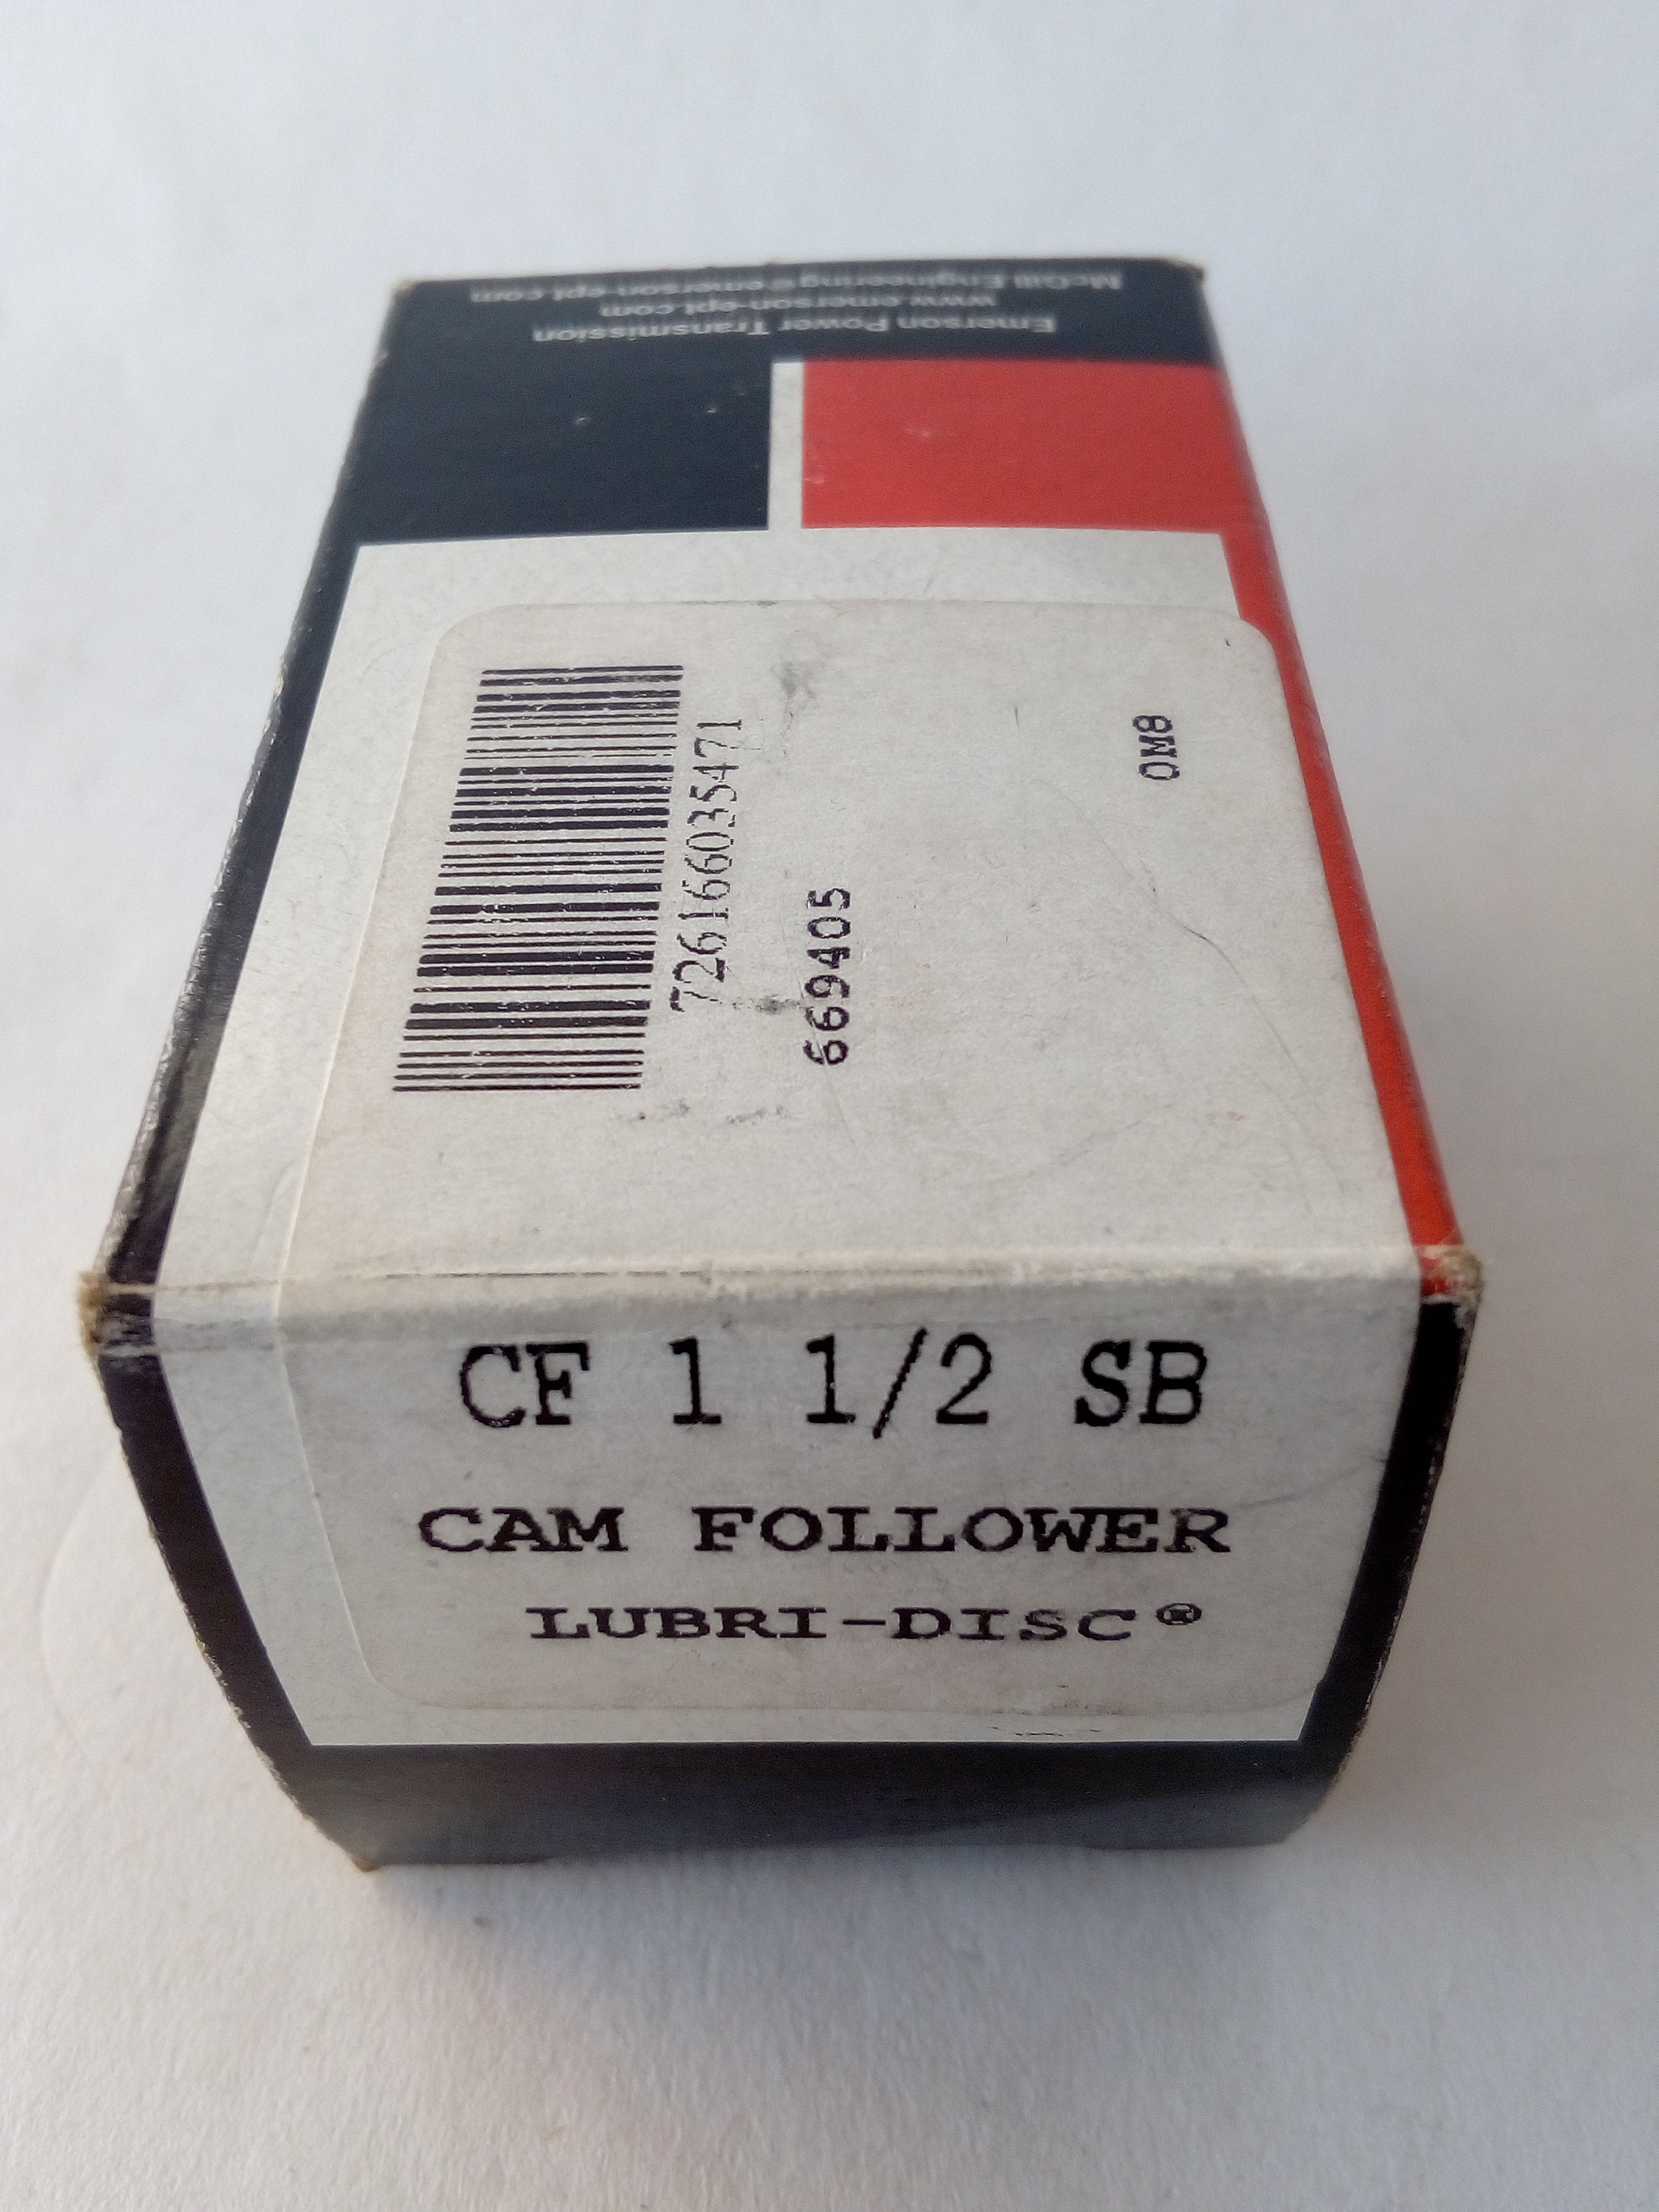 Emerson Power Transmission
www.emerson-ept.com
McGill Engineering@emerson-ept.com
726166035471
669405
0M8
CF 1 1/2 SB
CAM FOLLOWER
LUBRI-DISC®